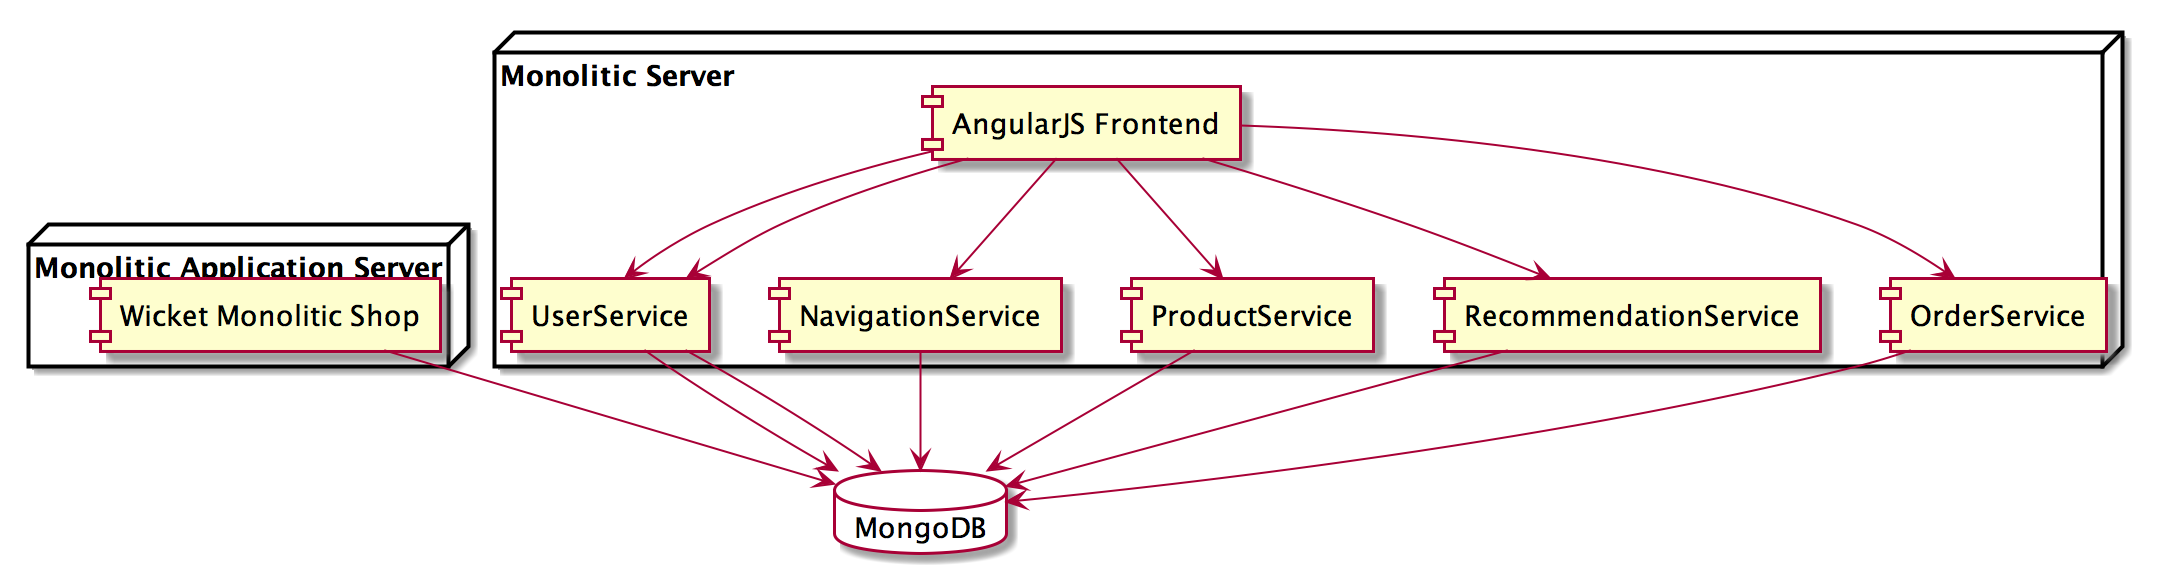 Monolitic Server
AngularJS Frontend
Monolitic Application Server
Wicket Monolitic Shop
UserService
NavigationService
ProductService
RecommendationService
OrderService
MongoDB